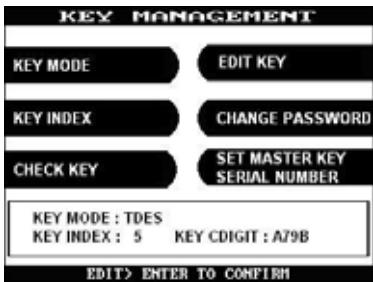 KEY MANAGEMENT
KEY MODE
EDIT KEY
KEY INDEX
CHANGE PASSWORD
CHECK KEY
SET MASTER KEY
SERIAL NUMBER
KEY MODE : TDES
KEY INDEX : 5 KEY CDIGIT : A79B
EDIT> ENTER TO CONFIRM